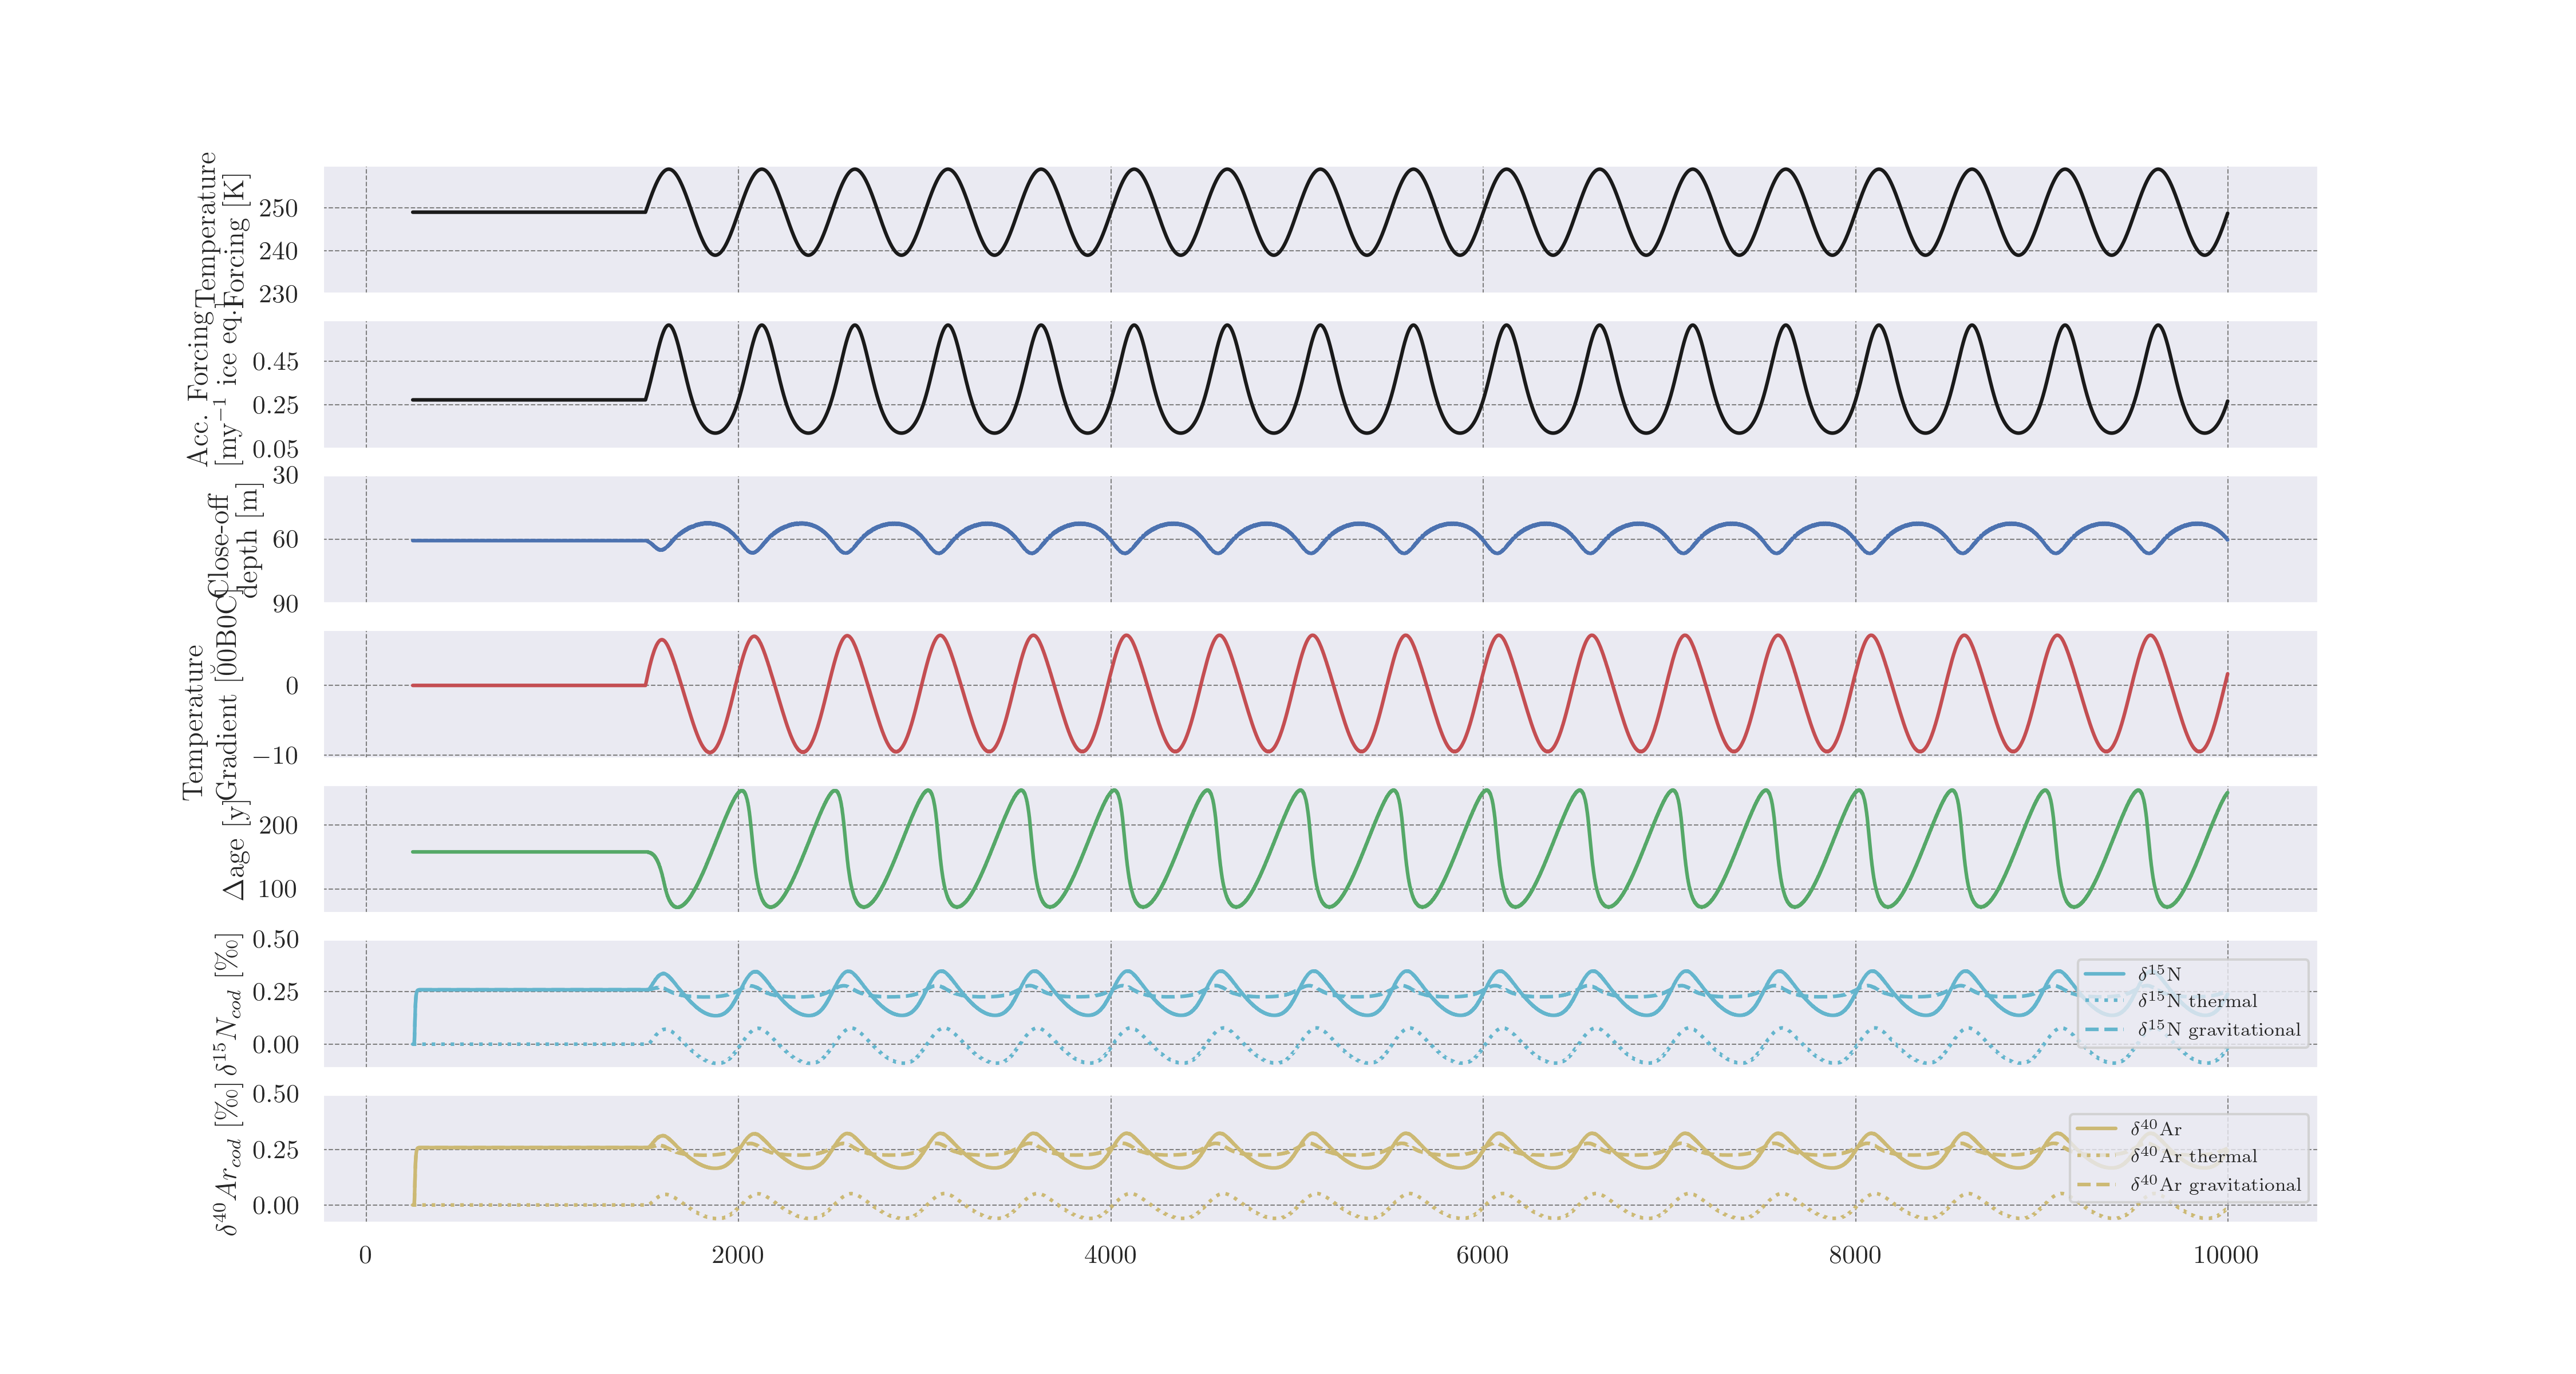 Temperature
Forcing [K]
250
240
230
Acc. Forcing
[my⁻¹ ice eq.]
0.45
0.25
0.05
Close-off
depth [m]
30
60
90
Temperature
Gradient [0̆0B0C]
0
−10
Δage [y]
200
100
δ¹⁵N_cod [‰]
0.50
0.25
0.00
δ¹⁵N
δ¹⁵N thermal
δ¹⁵N gravitational
δ⁴⁰Ar_cod [‰]
0.50
0.25
0.00
δ⁴⁰Ar
δ⁴⁰Ar thermal
δ⁴⁰Ar gravitational
0 2000 4000 6000 8000 10000